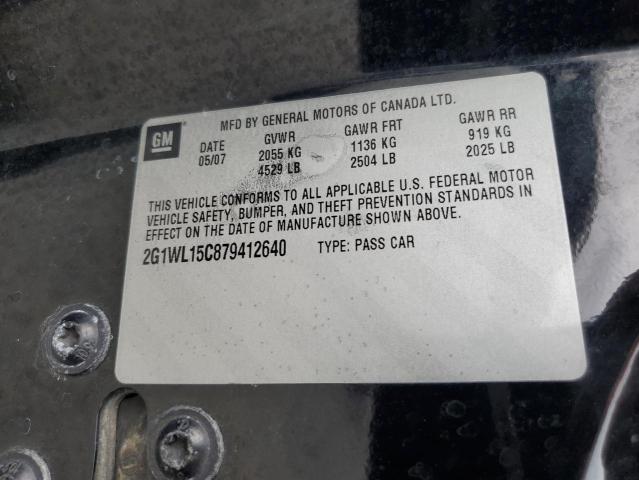 MFD BY GENERAL MOTORS OF CANADA LTD.
GM
DATE GVWR GAWR FRT GAWR RR
05/07 2055 KG 1136 KG 919 KG
4529 LB 2504 LB 2025 LB
THIS VEHICLE CONFORMS TO ALL APPLICABLE U.S. FEDERAL MOTOR
VEHICLE SAFETY, BUMPER, AND THEFT PREVENTION STANDARDS IN
EFFECT ON THE DATE OF MANUFACTURE SHOWN ABOVE.
2G1WL15C879412640 TYPE: PASS CAR